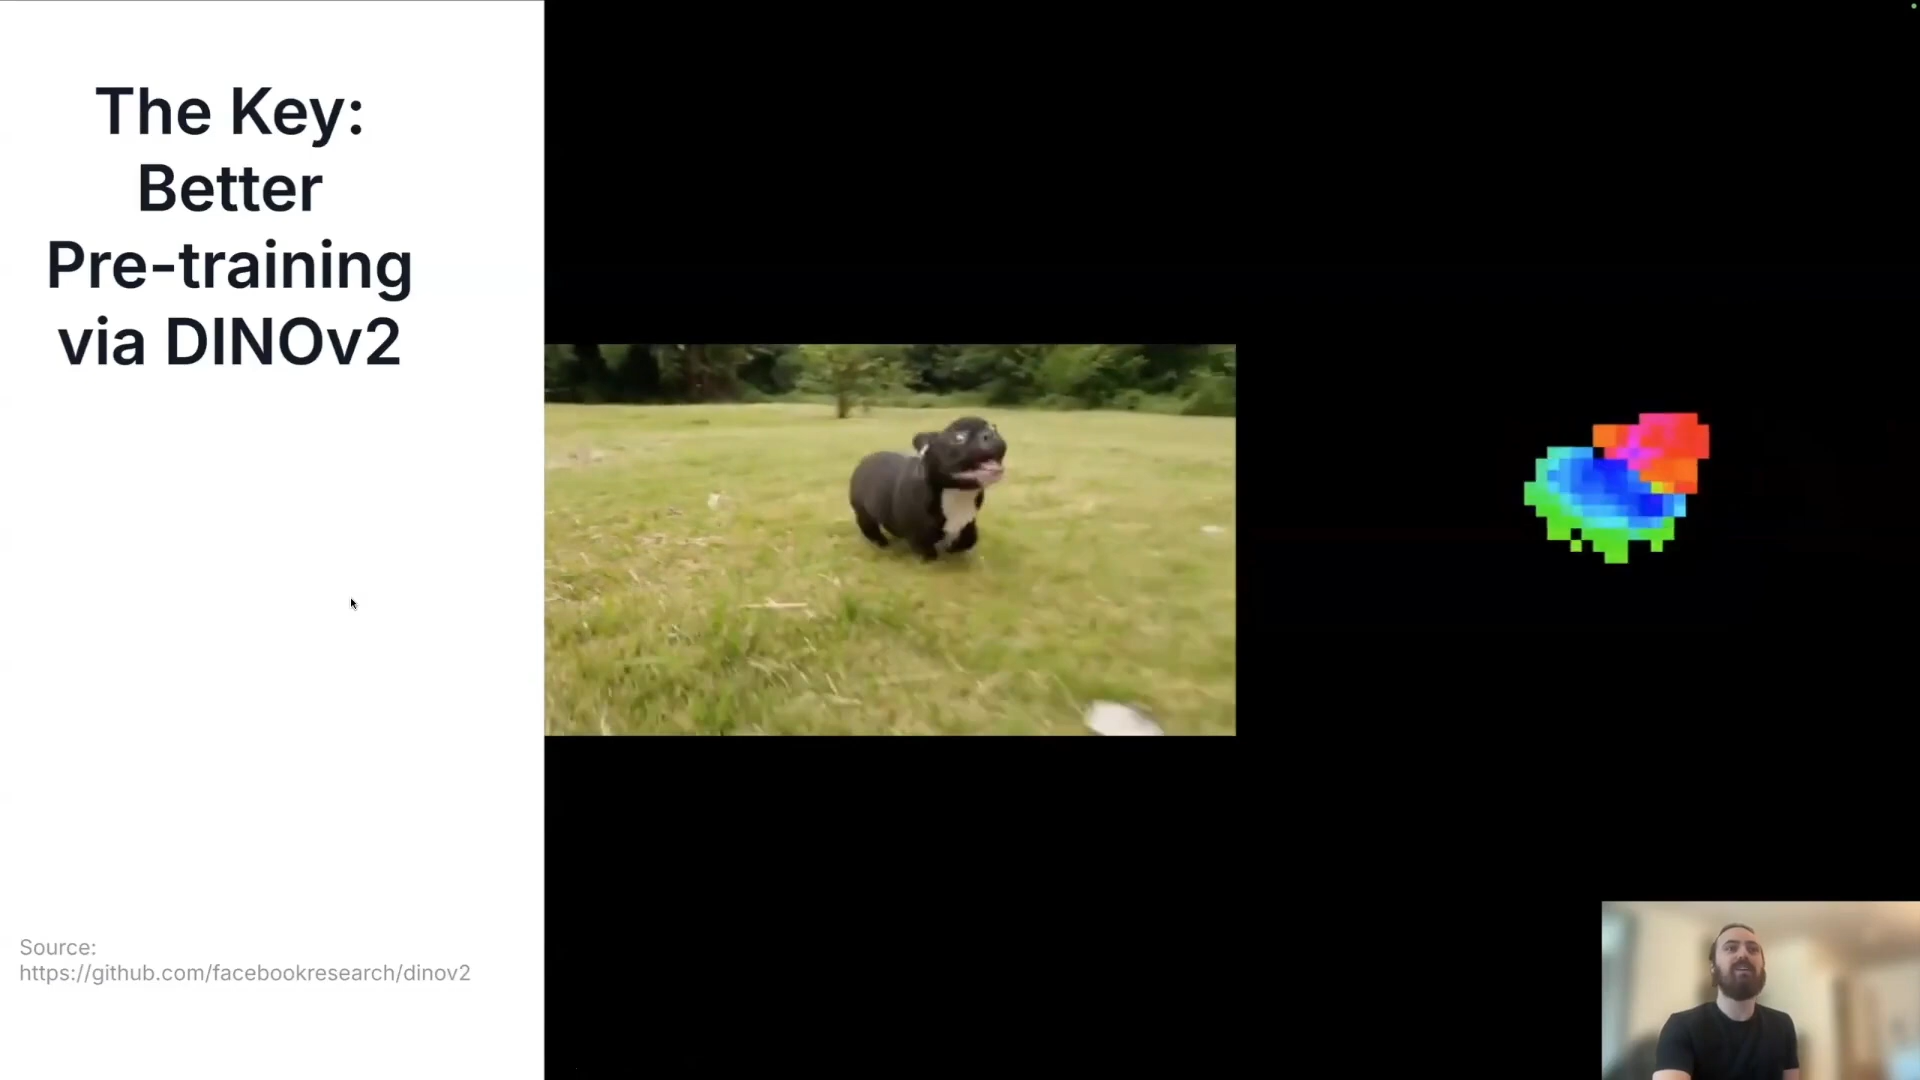 The Key:
Better
Pre-training
via DINOv2
Source:
https://github.com/facebookresearch/dinov2